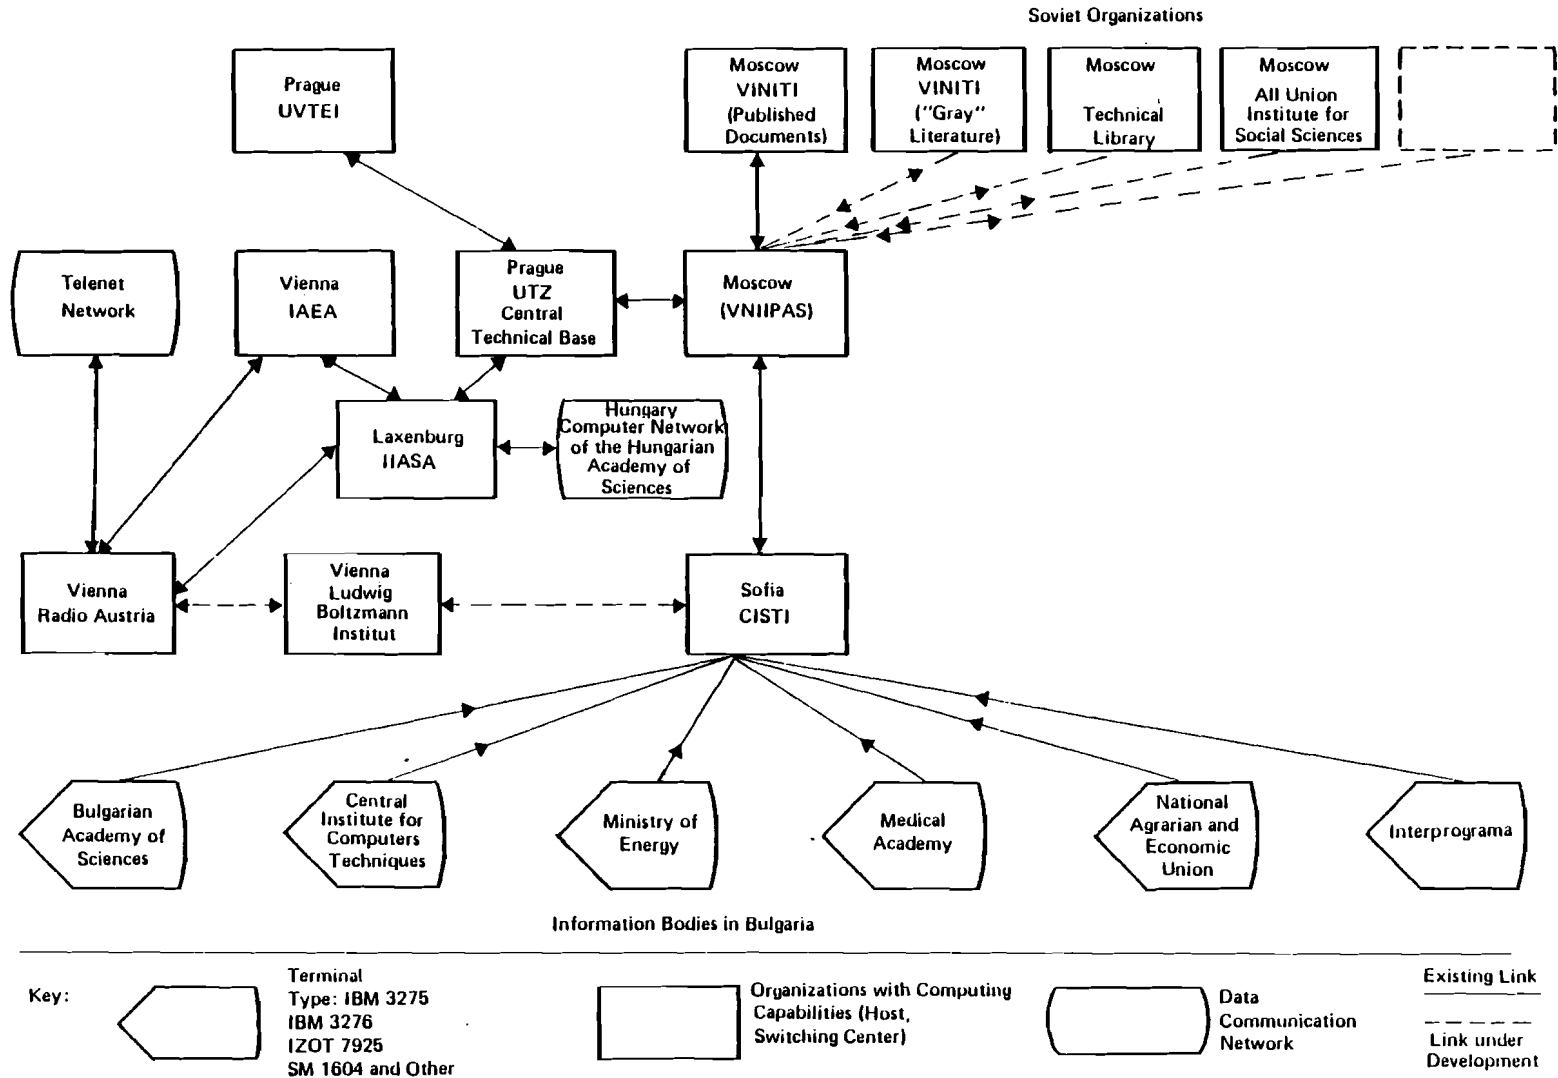 Soviet Organizations
Prague
UVTEI
Moscow
VINITI
(Published
Documents)
Moscow
VINITI
("Gray"
Literature)
Moscow
Technical
Library
Moscow
All Union
Institute for
Social Sciences
Telenet
Network
Vienna
IAEA
Prague
UTZ
Central
Technical Base
Moscow
(VNIIPAS)
Laxenburg
IIASA
Hungary
Computer Network
of the Hungarian
Academy of
Sciences
Vienna
Radio Austria
Vienna
Ludwig
Boltzmann
Institut
Sofia
CISTI
Bulgarian
Academy of
Sciences
Central
Institute for
Computers
Techniques
Ministry of
Energy
Medical
Academy
National
Agrarian and
Economic
Union
Interprograma
Information Bodies in Bulgaria
Key:
Terminal
Type: IBM 3275
IBM 3276
IZOT 7925
SM 1604 and Other
Organizations with Computing
Capabilities (Host,
Switching Center)
Data
Communication
Network
Existing Link
Link under
Development